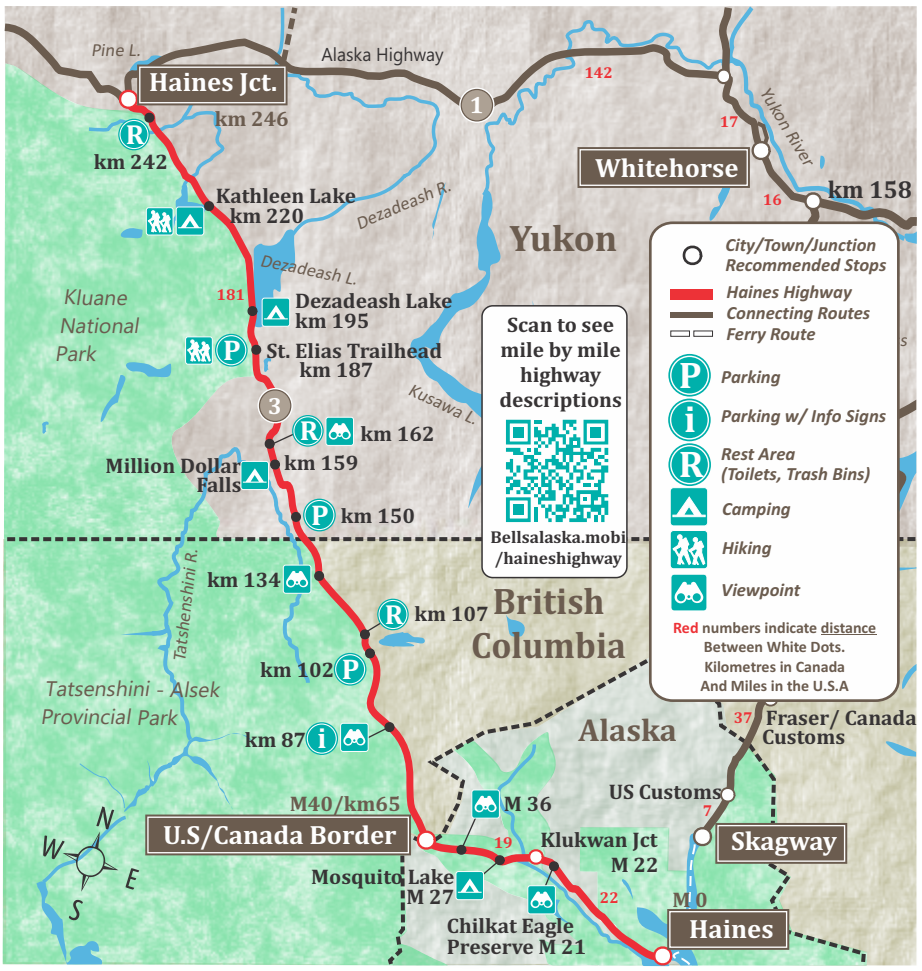 Pine L.
Alaska Highway
Haines Jct.
km 246
142
1
17
Yukon River
R
km 242
Whitehorse
16
km 158
Kathleen Lake
km 220
Dezadeash R.
Yukon
Dezadeash L.
181
Kluane
National
Park
Dezadeash Lake
km 195
P
St. Elias Trailhead
km 187
3
Kusawa L.
R
km 162
km 159
Million Dollar
Falls
P
km 150
Tatshenshini R.
km 134
R
km 107
km 102
P
British
Columbia
Tatsenshini - Alsek
Provincial Park
km 87
i
Scan to see
mile by mile
highway
descriptions
Bellsalaska.mobi
/haineshighway
City/Town/Junction
Recommended Stops
Haines Highway
Connecting Routes
Ferry Route
P
Parking
i
Parking w/ Info Signs
R
Rest Area
(Toilets, Trash Bins)
Camping
Hiking
Viewpoint
Red numbers indicate distance
Between White Dots.
Kilometres in Canada
And Miles in the U.S.A
s
Alaska
37
Fraser/ Canada
Customs
US Customs
7
Skagway
M40/km65
U.S/Canada Border
M 36
19
Klukwan Jct
M 22
Mosquito Lake
M 27
Chilkat Eagle
Preserve M 21
22
M 0
Haines
N
W
E
S